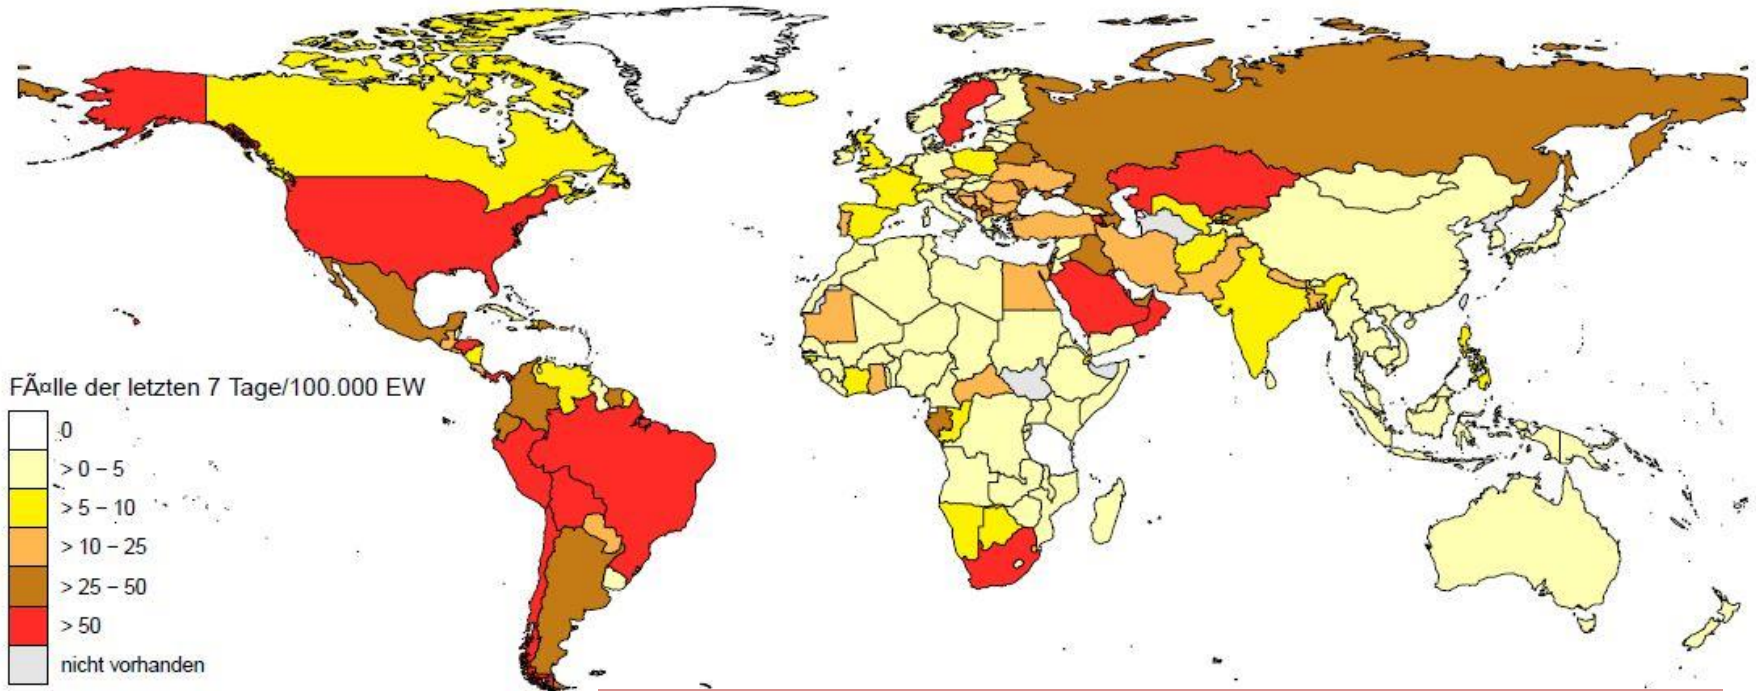 FÃ¤lle der letzten 7 Tage/100.000 EW
0
> 0 – 5
> 5 – 10
> 10 – 25
> 25 – 50
> 50
nicht vorhanden